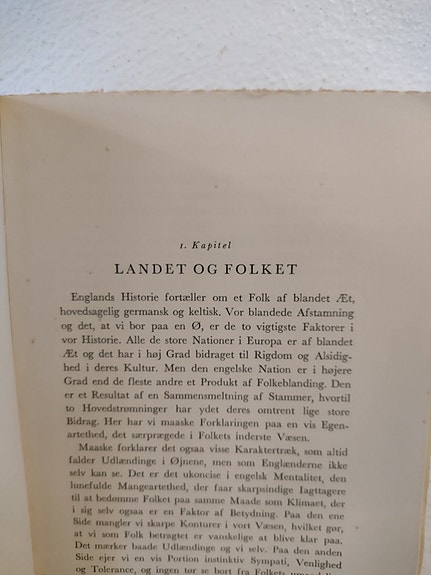 1. Kapitel
LANDET OG FOLKET
Englands Historie fortæller om et Folk af blandet Æt,
hovedsagelig germansk og keltisk. Vor blandede Afstamning
og det, at vi bor paa en Ø, er de to vigtigste Faktorer i
vor Historie. Alle de store Nationer i Europa er af blandet
Æt og det har i høj Grad bidraget til Rigdom og Alsidig-
hed i deres Kultur. Men den engelske Nation er i højere
Grad end de fleste andre et Produkt af Folkeblanding. Den
er et Resultat af en Sammensmeltning af Stammer, hvortil
to Hovedstrømninger har ydet deres omtrent lige store
Bidrag. Her har vi maaske Forklaringen paa en vis Egen-
artethed, det særprægede i Folkets inderste Væsen.
Maaske forklarer det ogsaa visse Karaktertræk, som altid
falder Udlændinge i Øjnene, men som Englænderne ikke
selv kan se. Det er det ukoncise i engelsk Mentalitet, den
lunefulde Mangeartethed, der faar skarpsindige Iagttagere
til at bedømme Folket paa samme Maade som Klimaet, der
i sig selv ogsaa er en Faktor af Betydning. Paa den ene
Side mangler vi skarpe Konturer i vort Væsen, hvilket gør,
at vi som Folk betragtet er vanskelige at blive klar paa.
Det mærker baade Udlændinge og vi selv. Paa den anden
Side ejer vi en vis Portion instinktiv Sympati, Venlighed
og Tolerance, og ingen tør se bort fra Folkets